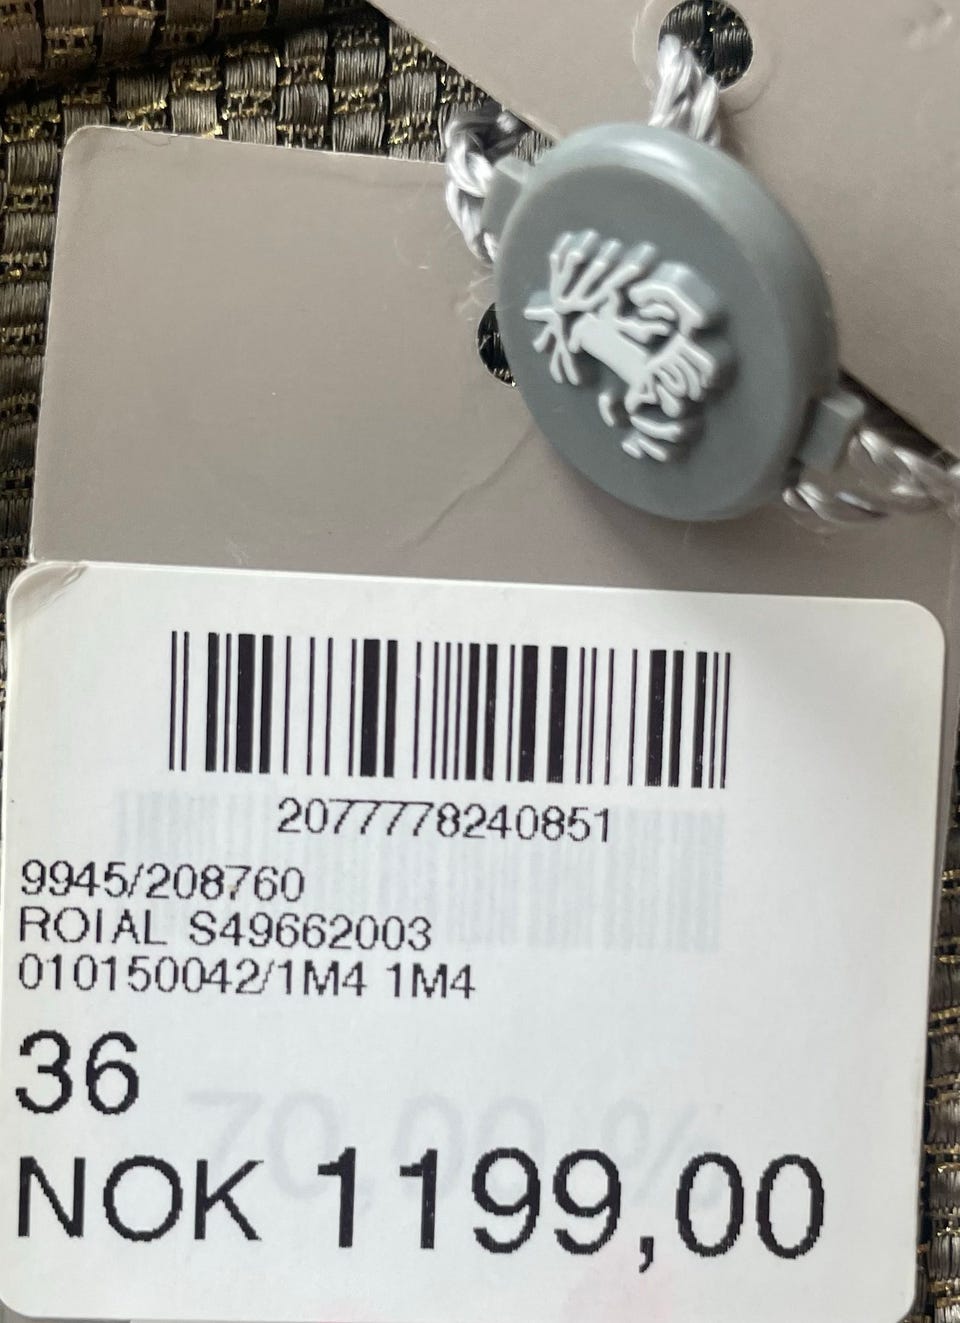 2077778240851
9945/208760
ROIAL S49662003
010150042/1M4 1M4
36
NOK 1199,00
70,00 %